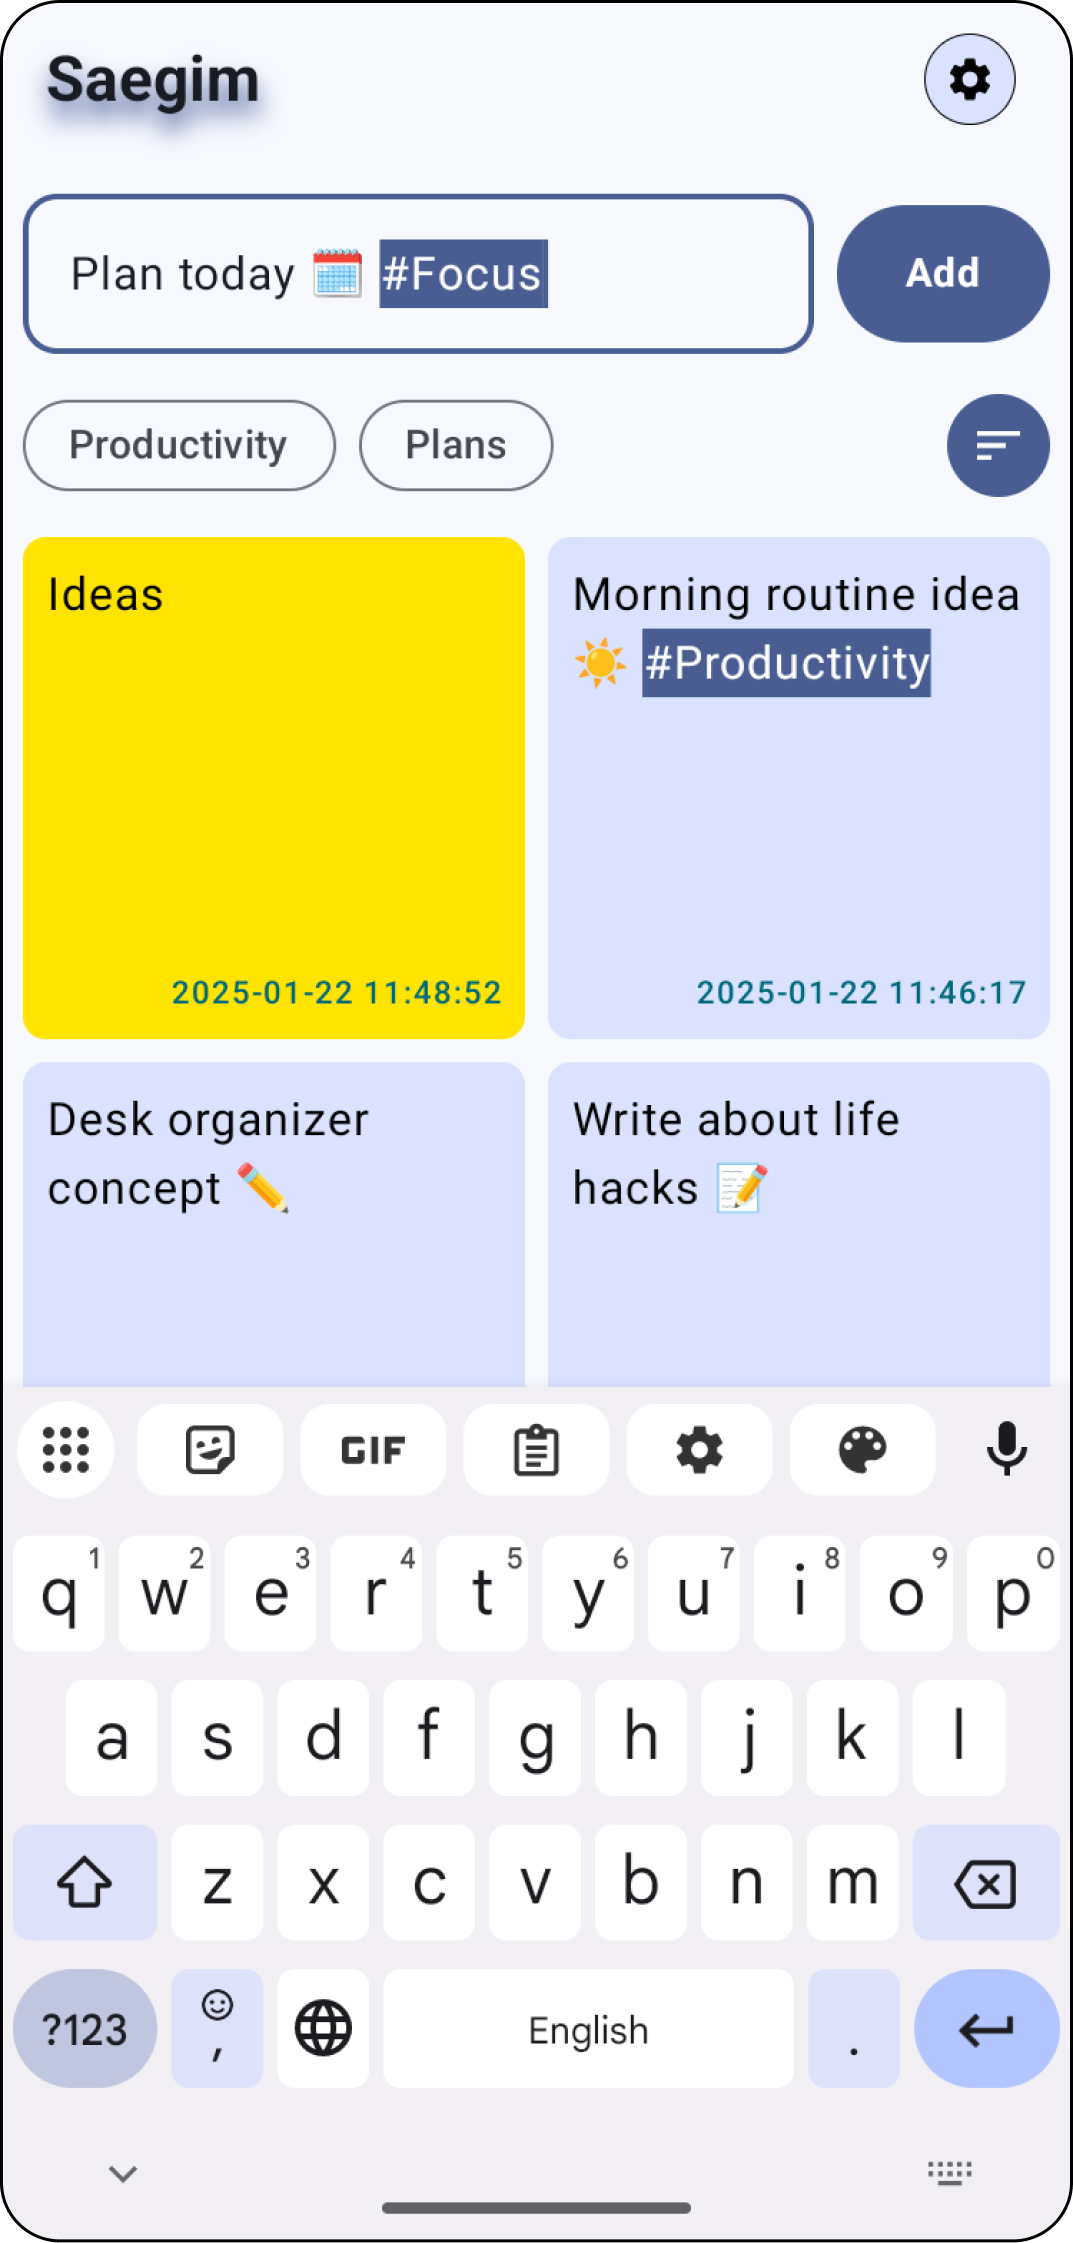 Saegim
Plan today 🗓️ #Focus
Add
Productivity
Plans
Ideas
2025-01-22 11:48:52
Morning routine idea
☀️ #Productivity
2025-01-22 11:46:17
Desk organizer
concept ✏️
Write about life
hacks 📝
GIF
q 1 w 2 e 3 r 4 t 5 y 6 u 7 i 8 o 9 p 0
a s d f g h j k l
z x c v b n m
?123 , English .